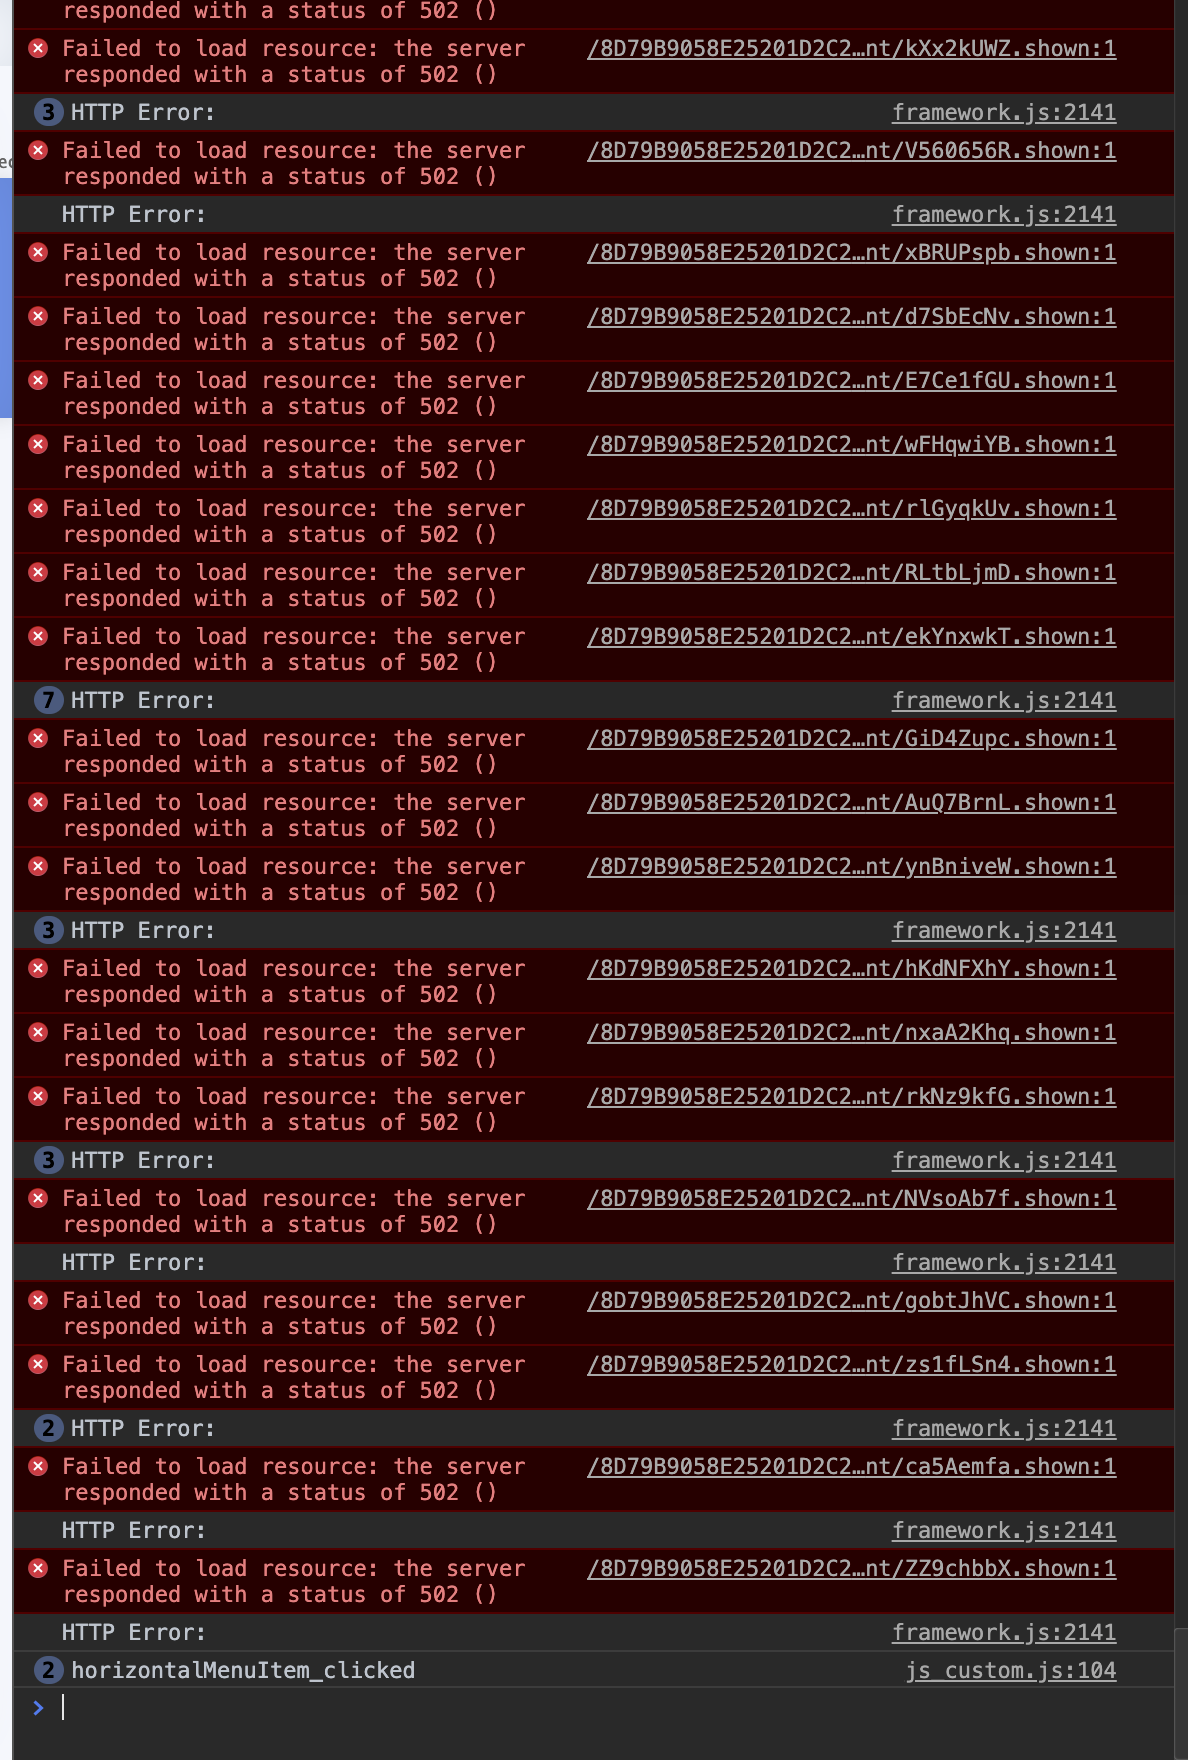 responded with a status of 502 ()
Failed to load resource: the server /8D79B9058E25201D2C2…nt/kXx2kUWZ.shown:1
responded with a status of 502 ()
3 HTTP Error: framework.js:2141
Failed to load resource: the server /8D79B9058E25201D2C2…nt/V560656R.shown:1
responded with a status of 502 ()
HTTP Error: framework.js:2141
Failed to load resource: the server /8D79B9058E25201D2C2…nt/xBRUPspb.shown:1
responded with a status of 502 ()
Failed to load resource: the server /8D79B9058E25201D2C2…nt/d7SbEcNv.shown:1
responded with a status of 502 ()
Failed to load resource: the server /8D79B9058E25201D2C2…nt/E7Ce1fGU.shown:1
responded with a status of 502 ()
Failed to load resource: the server /8D79B9058E25201D2C2…nt/wFHqwiYB.shown:1
responded with a status of 502 ()
Failed to load resource: the server /8D79B9058E25201D2C2…nt/rlGyqkUv.shown:1
responded with a status of 502 ()
Failed to load resource: the server /8D79B9058E25201D2C2…nt/RLtbLjmD.shown:1
responded with a status of 502 ()
Failed to load resource: the server /8D79B9058E25201D2C2…nt/ekYnxwkT.shown:1
responded with a status of 502 ()
7 HTTP Error: framework.js:2141
Failed to load resource: the server /8D79B9058E25201D2C2…nt/GiD4Zupc.shown:1
responded with a status of 502 ()
Failed to load resource: the server /8D79B9058E25201D2C2…nt/AuQ7BrnL.shown:1
responded with a status of 502 ()
Failed to load resource: the server /8D79B9058E25201D2C2…nt/ynBniveW.shown:1
responded with a status of 502 ()
3 HTTP Error: framework.js:2141
Failed to load resource: the server /8D79B9058E25201D2C2…nt/hKdNFXhY.shown:1
responded with a status of 502 ()
Failed to load resource: the server /8D79B9058E25201D2C2…nt/nxaA2Khq.shown:1
responded with a status of 502 ()
Failed to load resource: the server /8D79B9058E25201D2C2…nt/rkNz9kfG.shown:1
responded with a status of 502 ()
3 HTTP Error: framework.js:2141
Failed to load resource: the server /8D79B9058E25201D2C2…nt/NVsoAb7f.shown:1
responded with a status of 502 ()
HTTP Error: framework.js:2141
Failed to load resource: the server /8D79B9058E25201D2C2…nt/gobtJhVC.shown:1
responded with a status of 502 ()
Failed to load resource: the server /8D79B9058E25201D2C2…nt/zs1fLSn4.shown:1
responded with a status of 502 ()
2 HTTP Error: framework.js:2141
Failed to load resource: the server /8D79B9058E25201D2C2…nt/ca5Aemfa.shown:1
responded with a status of 502 ()
HTTP Error: framework.js:2141
Failed to load resource: the server /8D79B9058E25201D2C2…nt/ZZ9chbbX.shown:1
responded with a status of 502 ()
HTTP Error: framework.js:2141
2 horizontalMenuItem_clicked js_custom.js:104